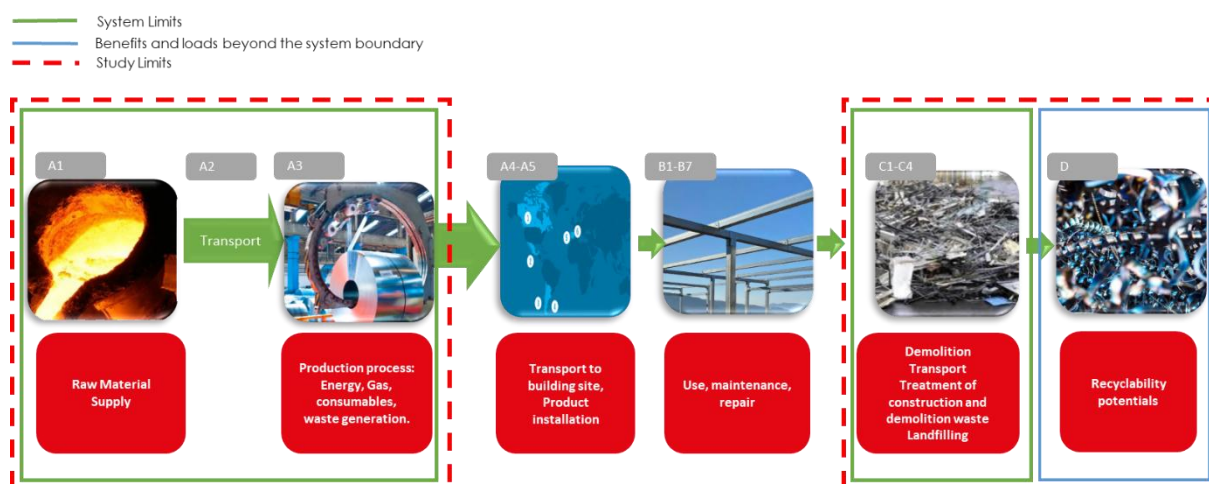 System Limits
Benefits and loads beyond the system boundary
Study Limits
A1
A2
A3
A4-A5
B1-B7
C1-C4
D
Transport
Raw Material
Supply
Production process:
Energy, Gas,
consumables,
waste generation.
Transport to
building site,
Product
installation
Use, maintenance,
repair
Demolition
Transport
Treatment of
construction and
demolition waste
Landfilling
Recyclability
potentials